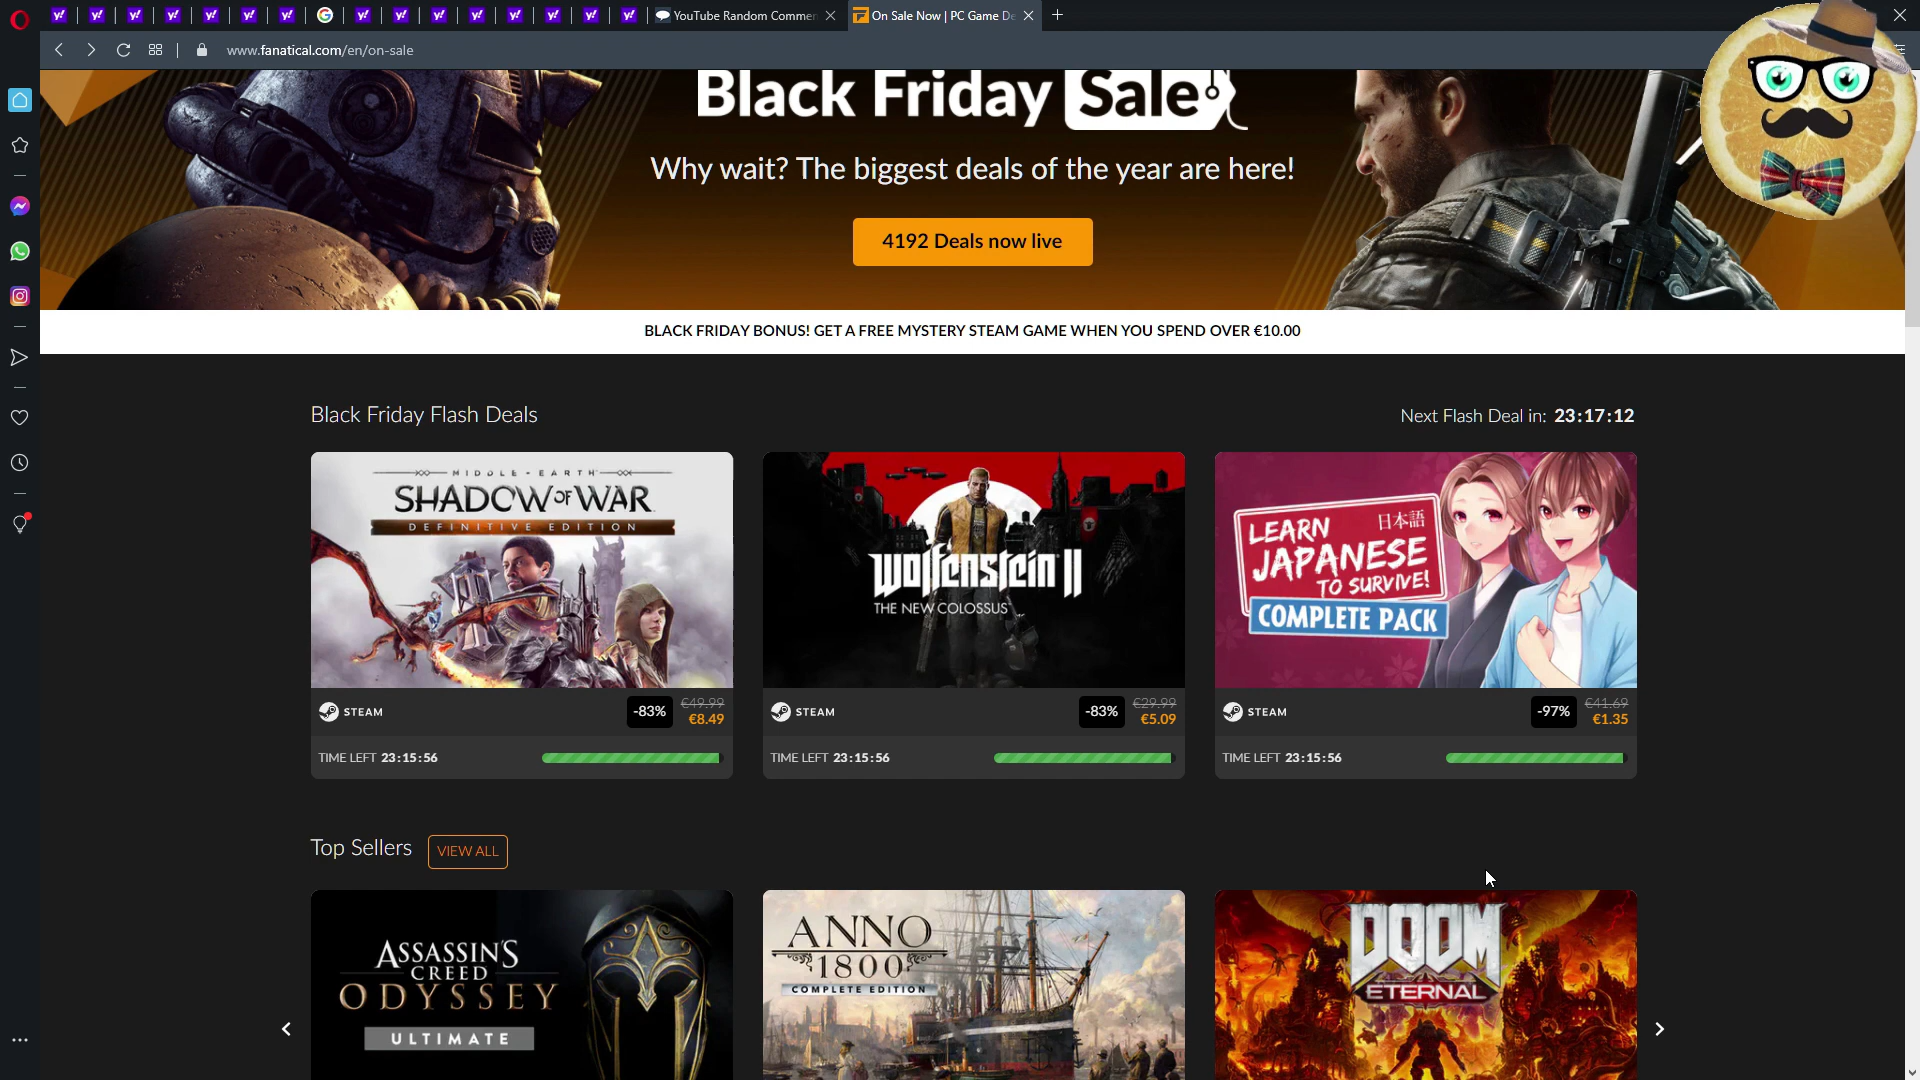 YouTube Random Commen
On Sale Now | PC Game De
www.fanatical.com/en/on-sale
Black Friday Sale
Why wait? The biggest deals of the year are here!
4192 Deals now live
BLACK FRIDAY BONUS! GET A FREE MYSTERY STEAM GAME WHEN YOU SPEND OVER €10.00
Black Friday Flash Deals
Next Flash Deal in: 23:17:12
MIDDLE-EARTH
SHADOW OF WAR
DEFINITIVE EDITION
Wolfenstein II
THE NEW COLOSSUS
LEARN 日本語
JAPANESE
TO SURVIVE!
COMPLETE PACK
STEAM
-83%
€49.99
€8.49
STEAM
-83%
€29.99
€5.09
STEAM
-97%
€41.69
€1.35
TIME LEFT 23:15:56
TIME LEFT 23:15:56
TIME LEFT 23:15:56
Top Sellers
VIEW ALL
ASSASSIN'S
CREED
ODYSSEY
ULTIMATE
ANNO
1800
COMPLETE EDITION
DOOM
ETERNAL